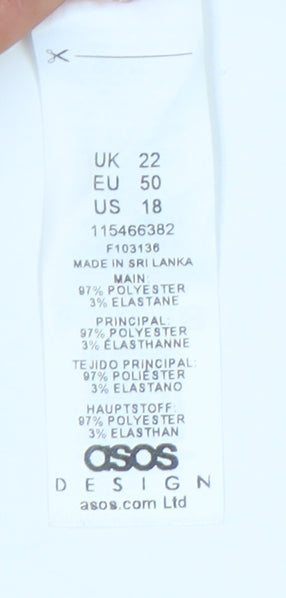 UK 22
EU 50
US 18
115466382
F103136
MADE IN SRI LANKA
MAIN:
97% POLYESTER
3% ELASTANE
PRINCIPAL:
97% POLYESTER
3% ÉLASTHANNE
TEJIDO PRINCIPAL:
97% POLIÉSTER
3% ELASTANO
HAUPTSTOFF:
97% POLYESTER
3% ELASTHAN
asos
DESIGN
asos.com Ltd